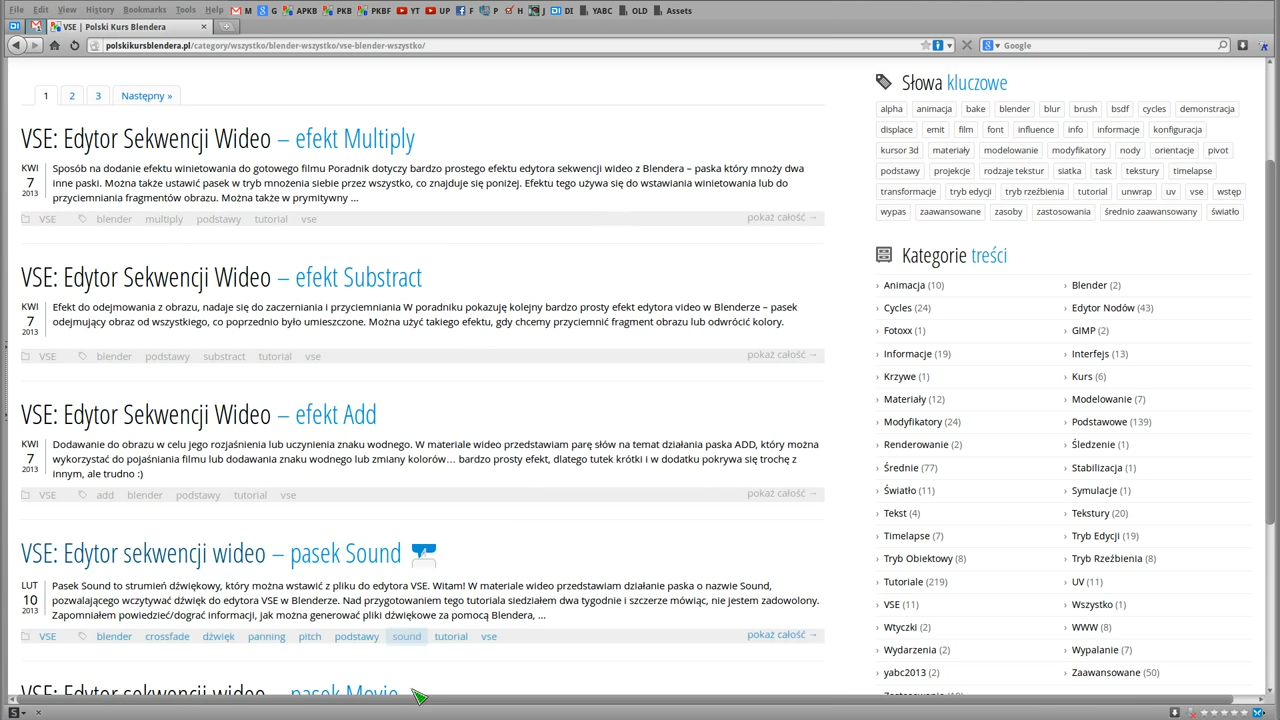 File Edit View History Bookmarks Tools Help M G APKB PKB PKBF YT UP F P H J DI YABC OLD Assets
VSE | Polski Kurs Blendera
polskikursblendera.pl/category/wszystko/blender-wszystko/vse-blender-wszystko/
Google
1 2 3 Następny »
VSE: Edytor Sekwencji Wideo – efekt Multiply
KWI
7
2013
Sposób na dodanie efektu winietowania do gotowego filmu Poradnik dotyczy bardzo prostego efektu edytora sekwencji wideo z Blendera – paska który mnoży dwa
inne paski. Można także ustawić pasek w tryb mnożenia siebie przez wszystko, co znajduje się poniżej. Efektu tego używa się do wstawiania winietowania lub do
przyciemniania fragmentów obrazu. Można także w prymitywny ...
VSE blender multiply podstawy tutorial vse pokaż całość →
VSE: Edytor Sekwencji Wideo – efekt Substract
KWI
7
2013
Efekt do odejmowania z obrazu, nadaje się do zaczerniania i przyciemniania W poradniku pokazuję kolejny bardzo prosty efekt edytora video w Blenderze – pasek
odejmujący obraz od wszystkiego, co poprzednio było umieszczone. Można użyć takiego efektu, gdy chcemy przyciemnić fragment obrazu lub odwrócić kolory.
VSE blender podstawy substract tutorial vse pokaż całość →
VSE: Edytor Sekwencji Wideo – efekt Add
KWI
7
2013
Dodawanie do obrazu w celu jego rozjaśnienia lub uczynienia znaku wodnego. W materiale wideo przedstawiam parę słów na temat działania paska ADD, który można
wykorzystać do pojaśniania filmu lub dodawania znaku wodnego lub zmiany kolorów… bardzo prosty efekt, dlatego tutek krótki i w dodatku pokrywa się trochę z
innym, ale trudno :)
VSE add blender podstawy tutorial vse pokaż całość →
VSE: Edytor sekwencji wideo – pasek Sound
LUT
10
2013
Pasek Sound to strumień dźwiękowy, który można wstawić z pliku do edytora VSE. Witam! W materiale wideo przedstawiam działanie paska o nazwie Sound,
pozwalającego wczytywać dźwięk do edytora VSE w Blenderze. Nad przygotowaniem tego tutoriala siedziałem dwa tygodnie i szczerze mówiąc, nie jestem zadowolony.
Zapomniałem powiedzieć/dograć informacji, jak można generować pliki dźwiękowe za pomocą Blendera, ...
VSE blender crossfade dźwięk panning pitch podstawy sound tutorial vse pokaż całość →
VSE: Edytor sekwencji wideo – pasek Movie
Słowa kluczowe
alpha animacja bake blender blur brush bsdf cycles demonstracja
displace emit film font influence info informacje konfiguracja
kursor 3d materiały modelowanie modyfikatory nody orientacje pivot
podstawy projekcje rodzaje tekstur siatka task tekstury timelapse
transformacje tryb edycji tryb rzeźbienia tutorial unwrap uv vse wstęp
wypas zaawansowane zasoby zastosowania średnio zaawansowany światło
Kategorie treści
› Animacja (10) › Blender (2)
› Cycles (24) › Edytor Nodów (43)
› Fotoxx (1) › GIMP (2)
› Informacje (19) › Interfejs (13)
› Krzywe (1) › Kurs (6)
› Materiały (12) › Modelowanie (7)
› Modyfikatory (24) › Podstawowe (139)
› Renderowanie (2) › Śledzenie (1)
› Średnie (77) › Stabilizacja (1)
› Światło (11) › Symulacje (1)
› Tekst (4) › Tekstury (20)
› Timelapse (7) › Tryb Edycji (19)
› Tryb Obiektowy (8) › Tryb Rzeźbienia (8)
› Tutoriale (219) › UV (11)
› VSE (11) › Wszystko (1)
› Wtyczki (2) › WWW (8)
› Wydarzenia (2) › Wypalanie (7)
› yabc2013 (2) › Zaawansowane (50)